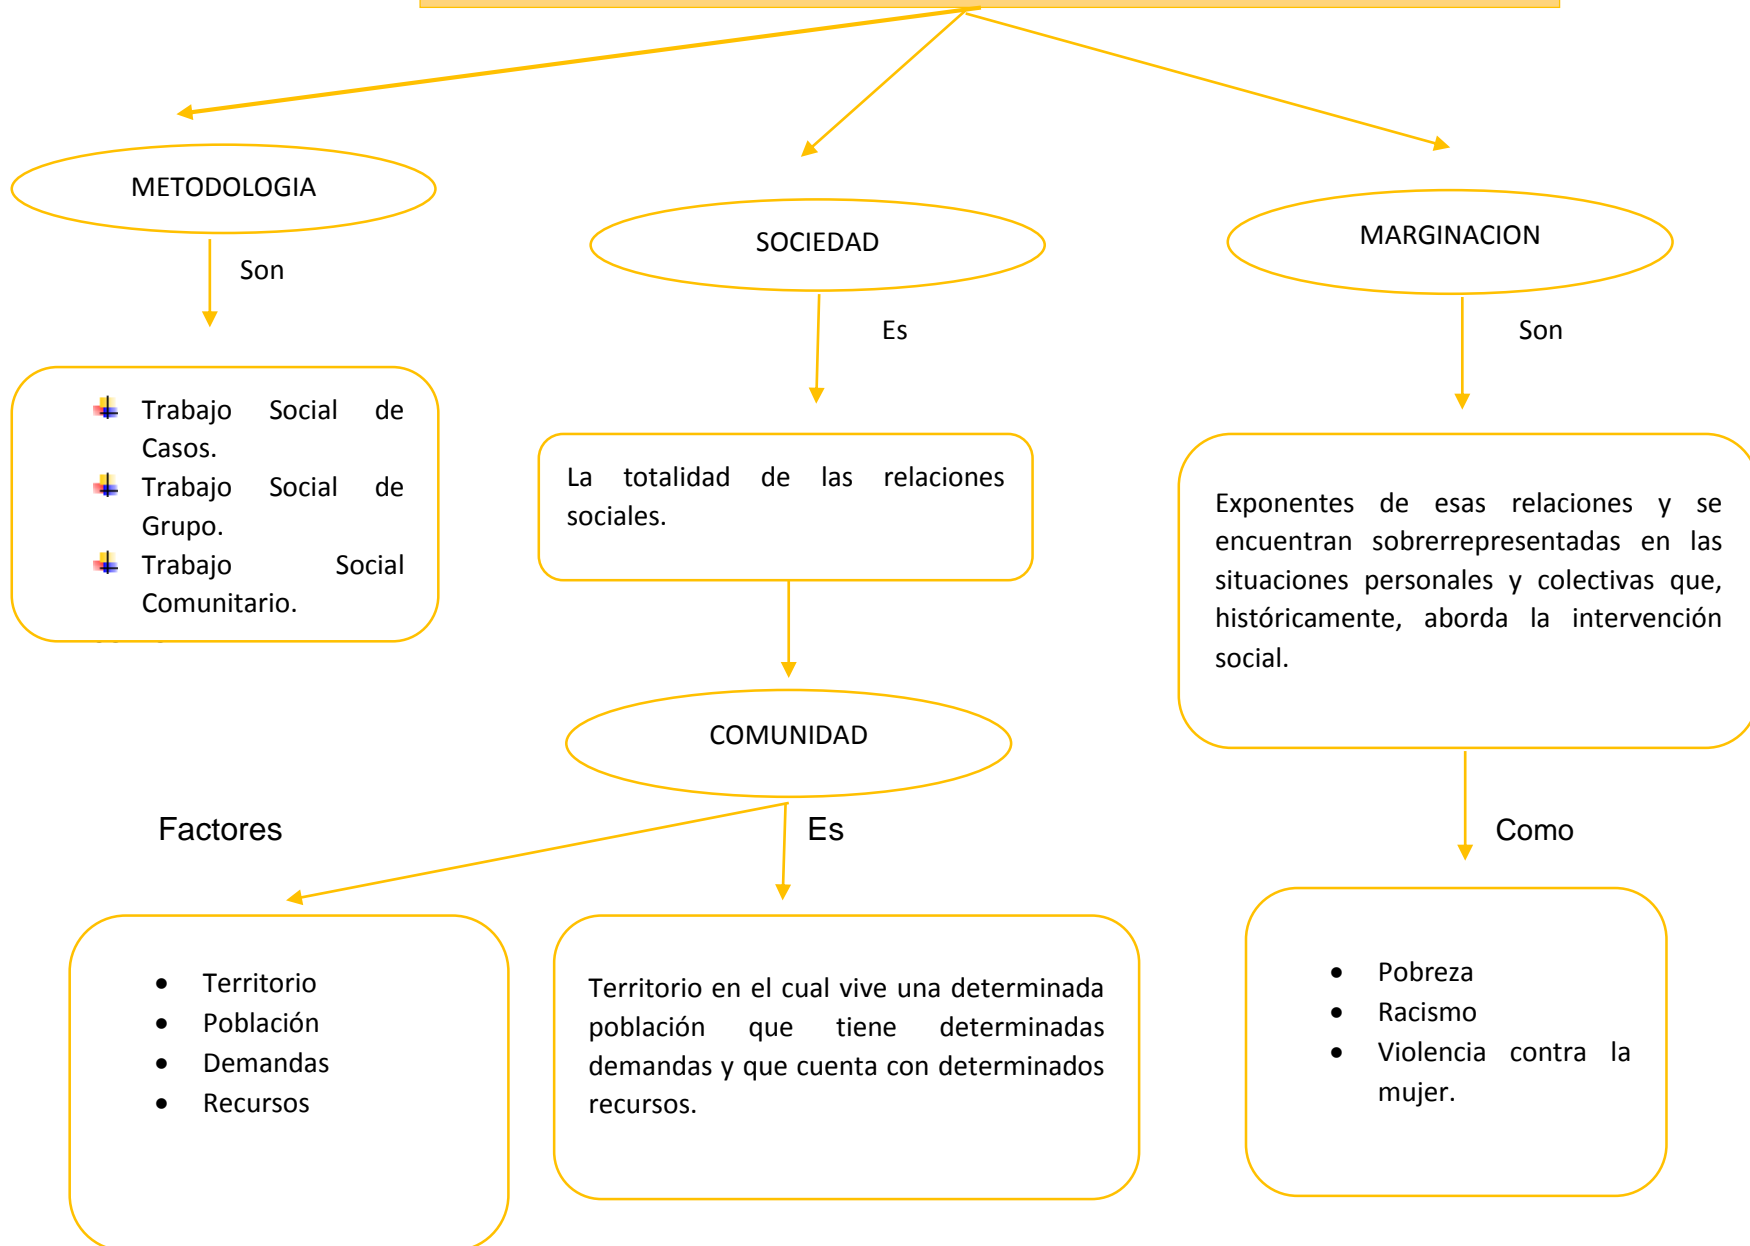 METODOLOGIA
Son
Trabajo Social de
Casos.
Trabajo Social de
Grupo.
Trabajo Social
Comunitario.
SOCIEDAD
Es
La totalidad de las relaciones
sociales.
COMUNIDAD
Factores
Territorio
Población
Demandas
Recursos
Es
Territorio en el cual vive una determinada
población que tiene determinadas
demandas y que cuenta con determinados
recursos.
MARGINACION
Son
Exponentes de esas relaciones y se
encuentran sobrerrepresentadas en las
situaciones personales y colectivas que,
históricamente, aborda la intervención
social.
Como
Pobreza
Racismo
Violencia contra la
mujer.